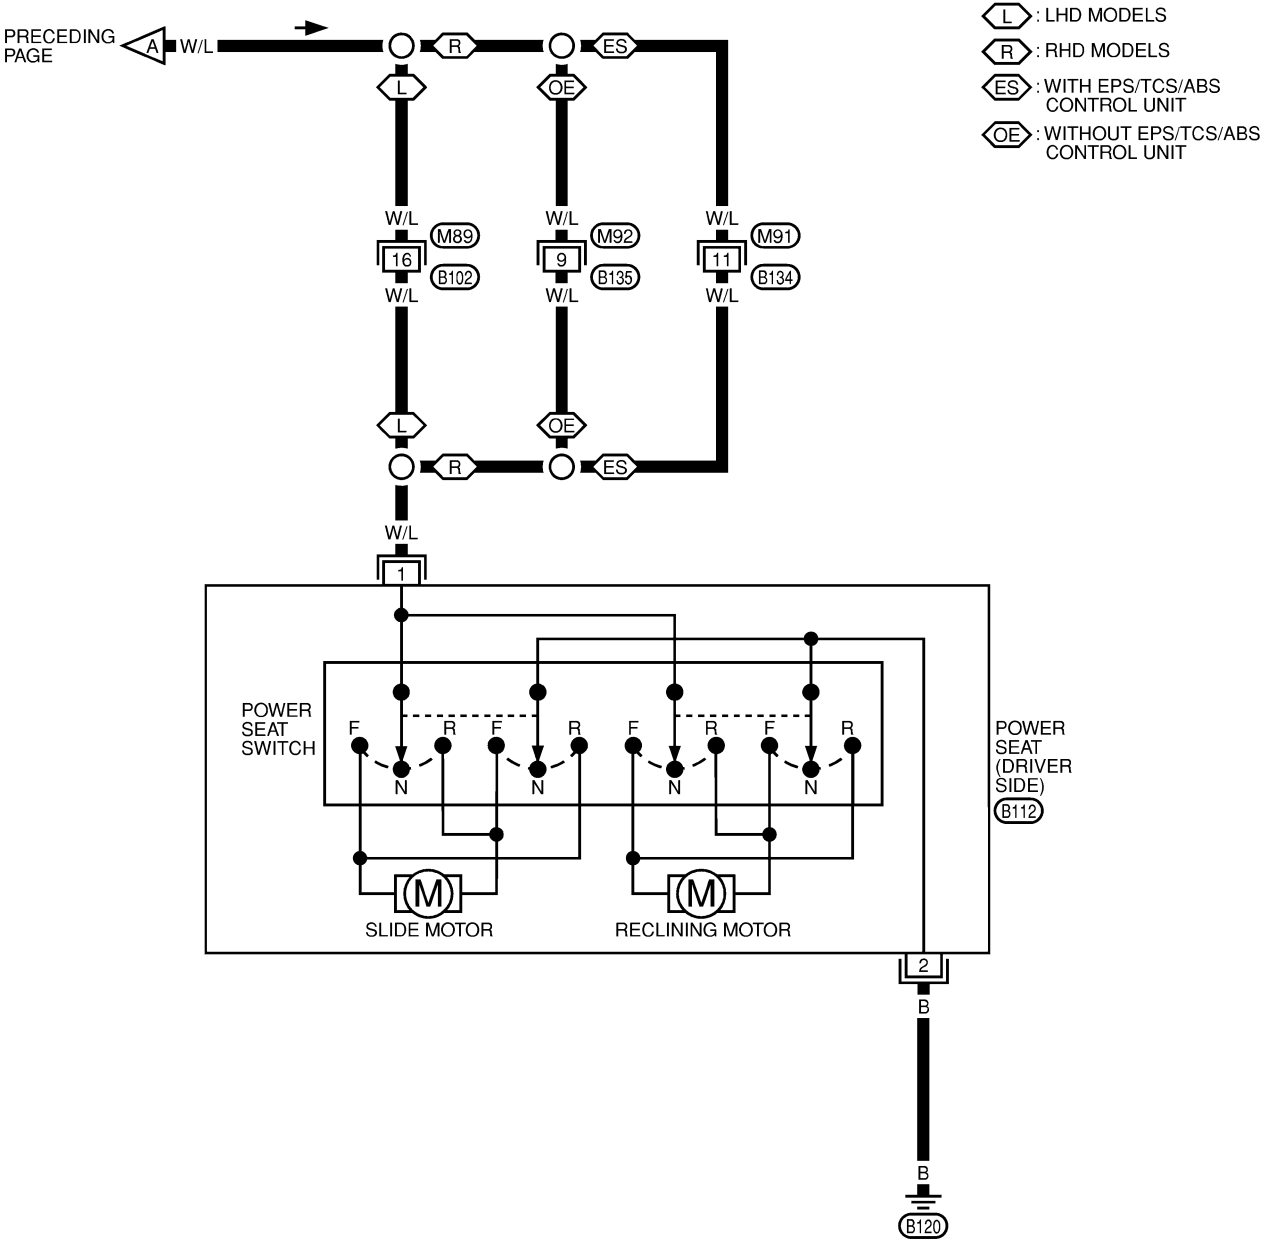 PRECEDING
PAGE
A
W/L
R
ES
L
OE
L : LHD MODELS
R : RHD MODELS
ES : WITH EPS/TCS/ABS
CONTROL UNIT
OE : WITHOUT EPS/TCS/ABS
CONTROL UNIT
W/L W/L W/L
M89 M92 M91
16 9 11
B102 B135 B134
W/L W/L W/L
L OE
R ES
W/L
1
POWER
SEAT
SWITCH
F R F R F R F R
N N N N
POWER
SEAT
(DRIVER
SIDE)
B112
M M
SLIDE MOTOR RECLINING MOTOR
2
B
B
B120